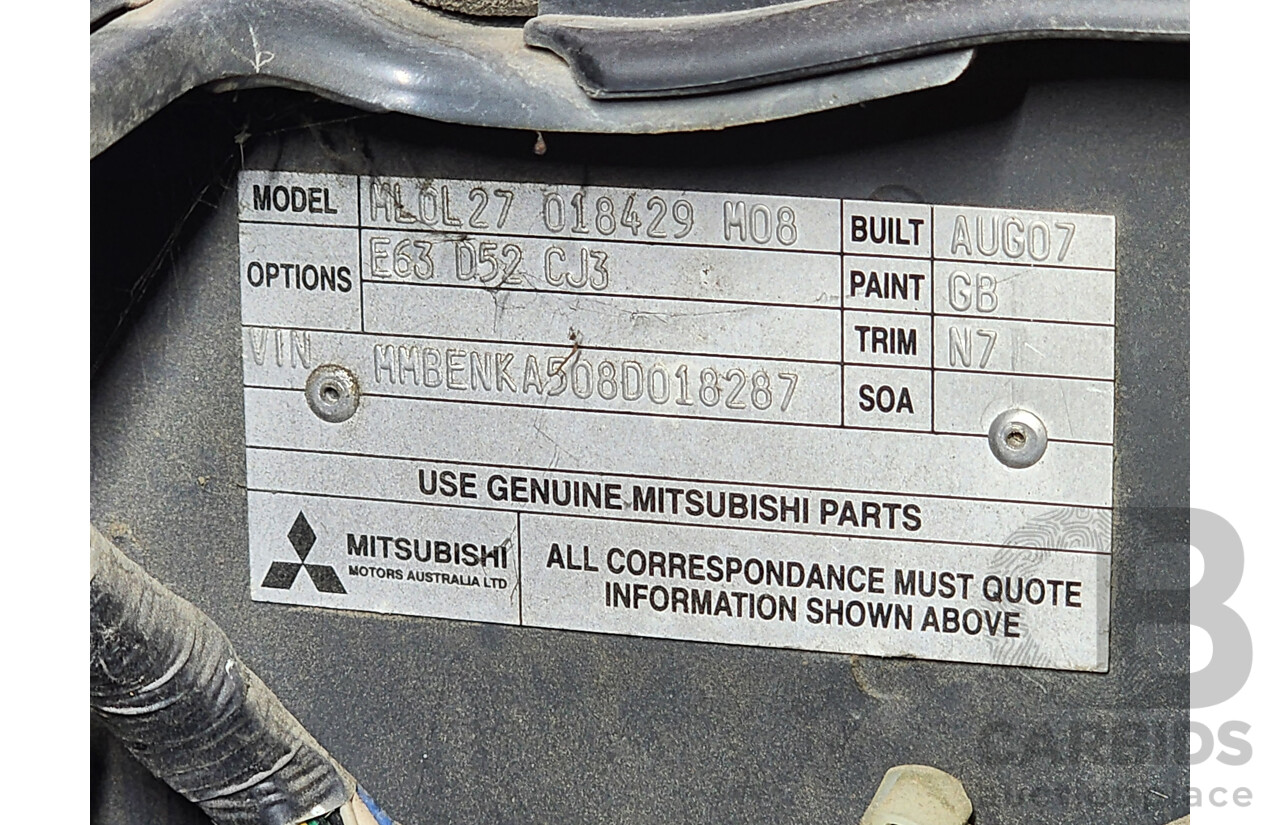 MODEL ML0L27 018429 M08 BUILT AUG07
OPTIONS E63 D52 CJ3 PAINT GB
TRIM N7
VIN MMBENKA508D018287 SOA
USE GENUINE MITSUBISHI PARTS
MITSUBISHI
MOTORS AUSTRALIA LTD
ALL CORRESPONDANCE MUST QUOTE
INFORMATION SHOWN ABOVE
B
CARBIDS
auctionplace